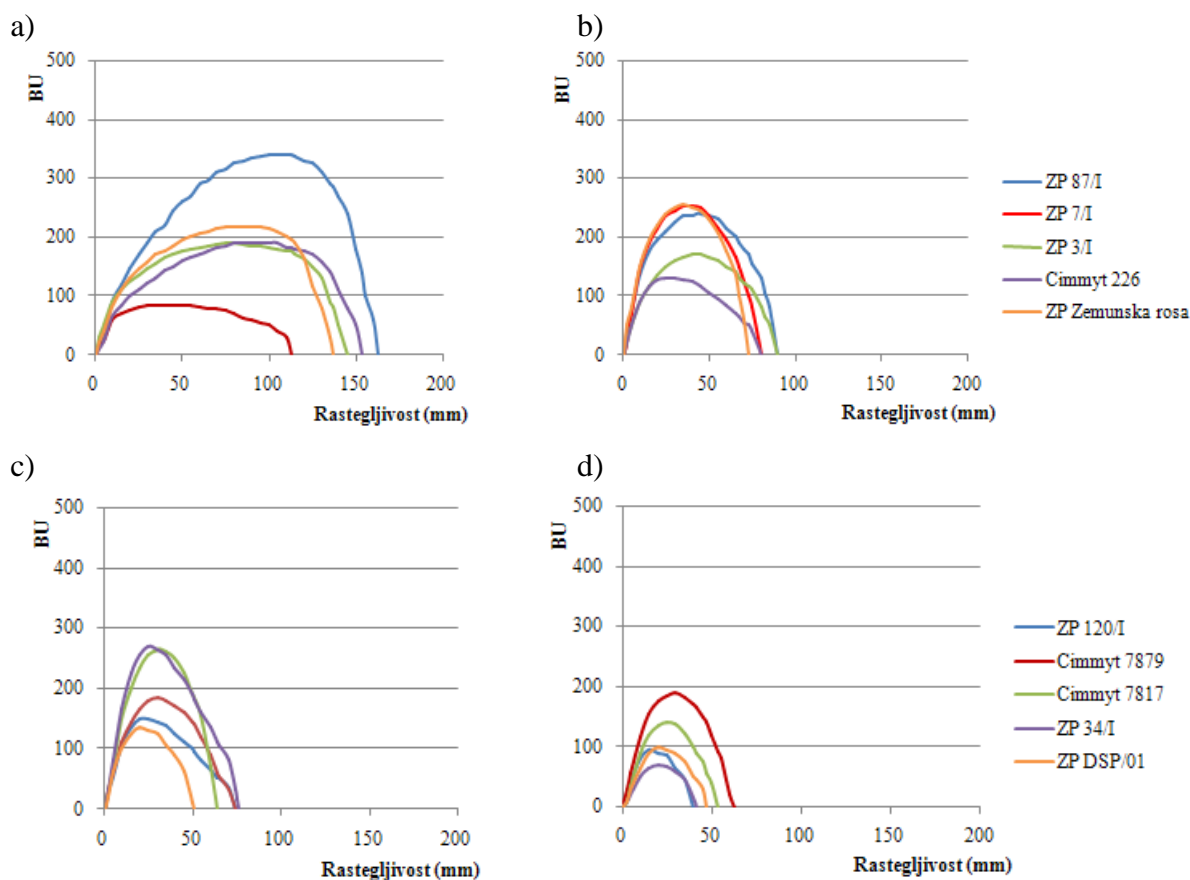 a)
500
400
300
200
100
0
BU
0 50 100 150 200
Rastegljivost (mm)
b)
500
400
300
200
100
0
BU
0 50 100 150 200
Rastegljivost (mm)
ZP 87/I
ZP 7/I
ZP 3/I
Cimmyt 226
ZP Zemunska rosa
c)
500
400
300
200
100
0
BU
0 50 100 150 200
Rastegljivost (mm)
d)
500
400
300
200
100
0
BU
0 50 100 150 200
Rastegljivost (mm)
ZP 120/I
Cimmyt 7879
Cimmyt 7817
ZP 34/I
ZP DSP/01